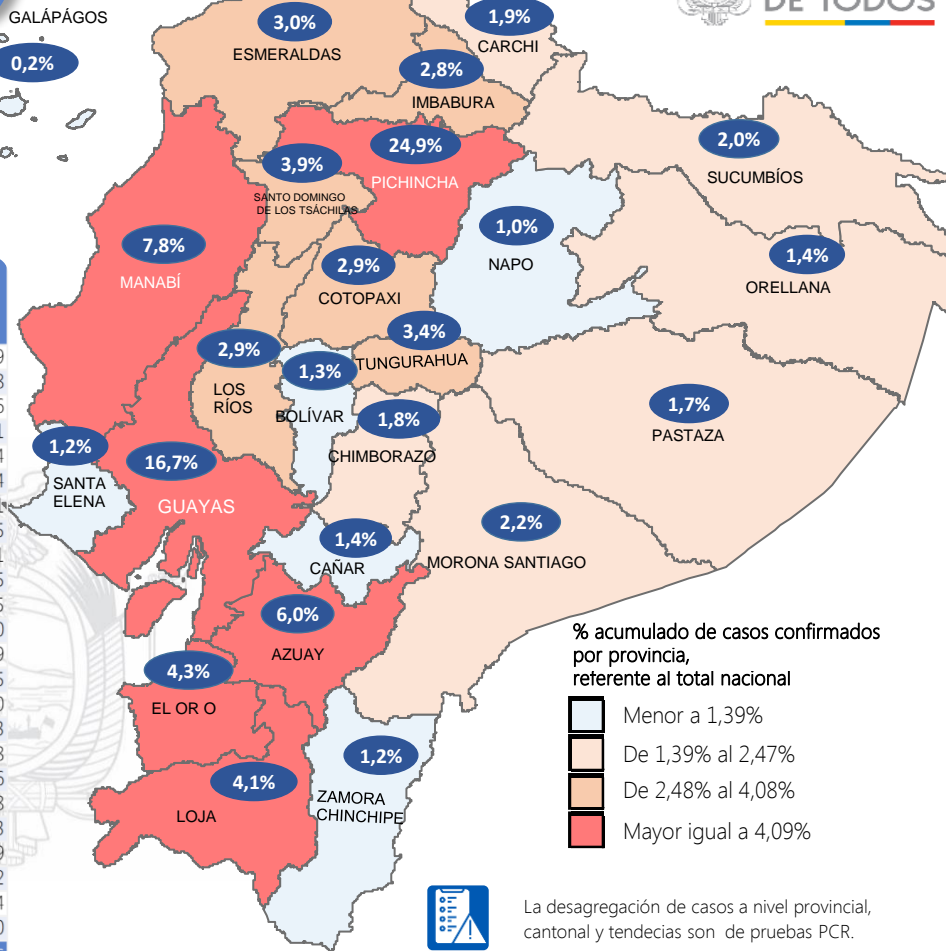 GALÁPAGOS
0,2%
DE TODOS
3,0%
ESMERALDAS
1,9%
CARCHI
2,8%
IMBABURA
24,9%
PICHINCHA
3,9%
SANTO DOMINGO
DE LOS TSÁCHILAS
2,0%
SUCUMBÍOS
7,8%
MANABÍ
1,0%
NAPO
1,4%
ORELLANA
2,9%
COTOPAXI
3,4%
TUNGURAHUA
2,9%
LOS
RÍOS
1,3%
BOLÍVAR
1,8%
CHIMBORAZO
1,7%
PASTAZA
1,2%
SANTA
ELENA
16,7%
GUAYAS
2,2%
MORONA SANTIAGO
1,4%
CAÑAR
6,0%
AZUAY
4,3%
EL OR O
4,1%
LOJA
1,2%
ZAMORA
CHINCHIPE
% acumulado de casos confirmados
por provincia,
referente al total nacional
Menor a 1,39%
De 1,39% al 2,47%
De 2,48% al 4,08%
Mayor igual a 4,09%
La desagregación de casos a nivel provincial,
cantonal y tendecias son de pruebas PCR.